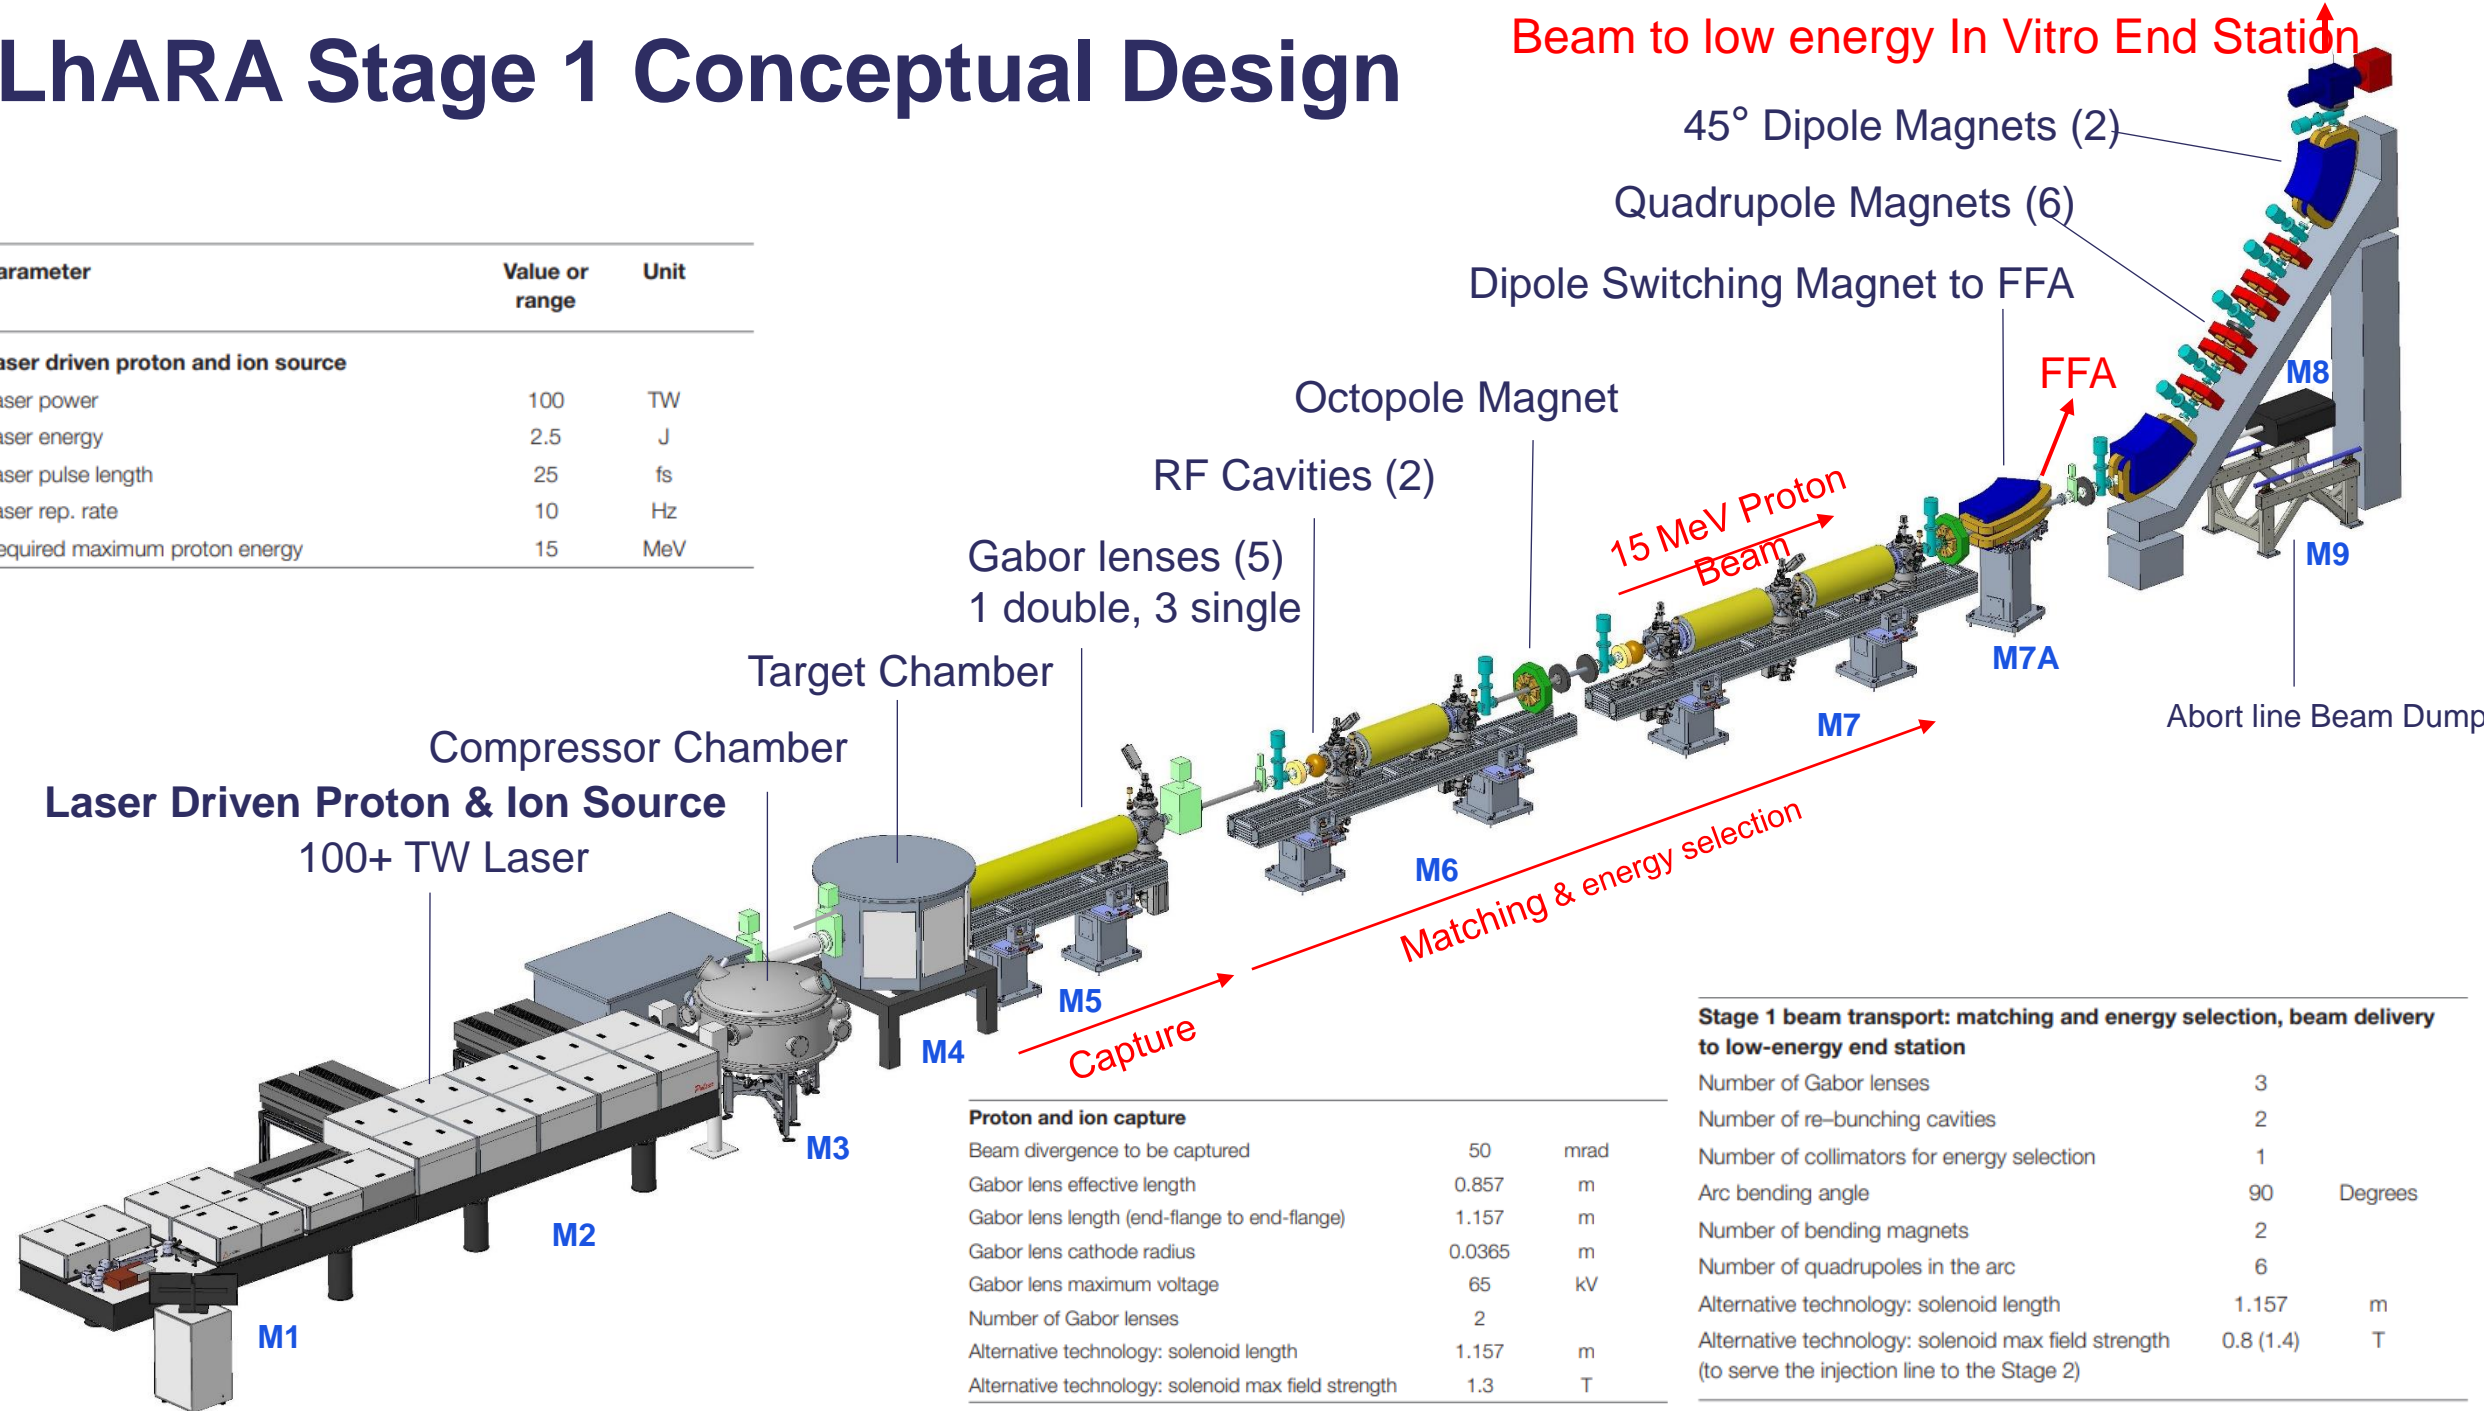 LhARA Stage 1 Conceptual Design
Beam to low energy In Vitro End Station
45° Dipole Magnets (2)
Quadrupole Magnets (6)
Dipole Switching Magnet to FFA
FFA
Octopole Magnet
RF Cavities (2)
15 MeV Proton
Beam
Gabor lenses (5)
1 double, 3 single
Target Chamber
Compressor Chamber
Laser Driven Proton & Ion Source
100+ TW Laser
M8
M9
Abort line Beam Dump
M7A
M7
M6
Matching & energy selection
M5
Capture
M4
M3
M2
M1
arameter Value or range Unit
aser driven proton and ion source
aser power 100 TW
aser energy 2.5 J
aser pulse length 25 fs
aser rep. rate 10 Hz
equired maximum proton energy 15 MeV
Proton and ion capture
Beam divergence to be captured 50 mrad
Gabor lens effective length 0.857 m
Gabor lens length (end-flange to end-flange) 1.157 m
Gabor lens cathode radius 0.0365 m
Gabor lens maximum voltage 65 kV
Number of Gabor lenses 2
Alternative technology: solenoid length 1.157 m
Alternative technology: solenoid max field strength 1.3 T
Stage 1 beam transport: matching and energy selection, beam delivery
to low-energy end station
Number of Gabor lenses 3
Number of re–bunching cavities 2
Number of collimators for energy selection 1
Arc bending angle 90 Degrees
Number of bending magnets 2
Number of quadrupoles in the arc 6
Alternative technology: solenoid length 1.157 m
Alternative technology: solenoid max field strength 0.8 (1.4) T
(to serve the injection line to the Stage 2)